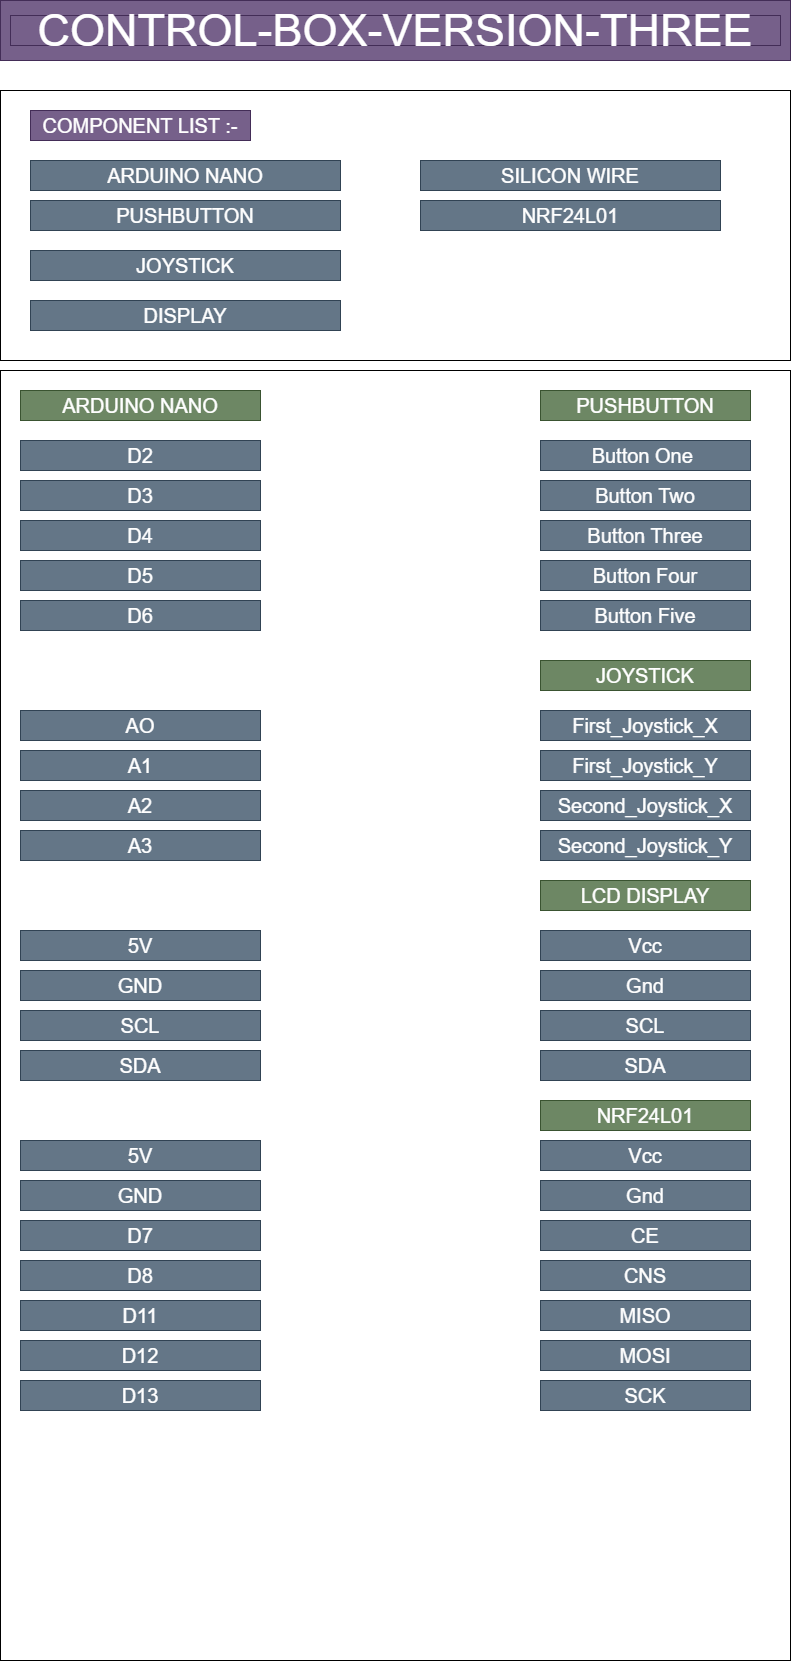 CONTROL-BOX-VERSION-THREE
COMPONENT LIST :-
ARDUINO NANO
SILICON WIRE
PUSHBUTTON
NRF24L01
JOYSTICK
DISPLAY
ARDUINO NANO
PUSHBUTTON
D2
Button One
D3
Button Two
D4
Button Three
D5
Button Four
D6
Button Five
JOYSTICK
AO
First_Joystick_X
A1
First_Joystick_Y
A2
Second_Joystick_X
A3
Second_Joystick_Y
LCD DISPLAY
5V
Vcc
GND
Gnd
SCL
SCL
SDA
SDA
NRF24L01
5V
Vcc
GND
Gnd
D7
CE
D8
CNS
D11
MISO
D12
MOSI
D13
SCK